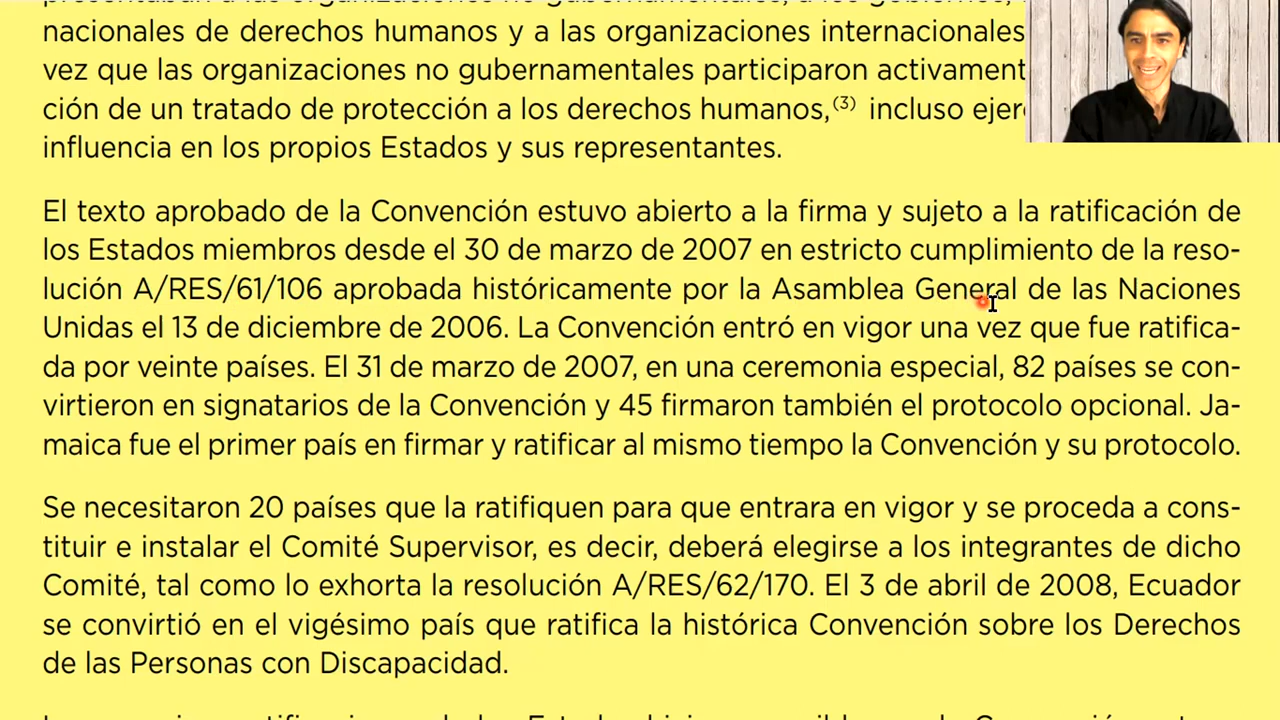 presentaban a las organizaciones no gubernamentales, a los gobiernos,
nacionales de derechos humanos y a las organizaciones internacionales
vez que las organizaciones no gubernamentales participaron activament
ción de un tratado de protección a los derechos humanos,(3) incluso ejer
influencia en los propios Estados y sus representantes.
El texto aprobado de la Convención estuvo abierto a la firma y sujeto a la ratificación de
los Estados miembros desde el 30 de marzo de 2007 en estricto cumplimiento de la reso-
lución A/RES/61/106 aprobada históricamente por la Asamblea General de las Naciones
Unidas el 13 de diciembre de 2006. La Convención entró en vigor una vez que fue ratifica-
da por veinte países. El 31 de marzo de 2007, en una ceremonia especial, 82 países se con-
virtieron en signatarios de la Convención y 45 firmaron también el protocolo opcional. Ja-
maica fue el primer país en firmar y ratificar al mismo tiempo la Convención y su protocolo.
Se necesitaron 20 países que la ratifiquen para que entrara en vigor y se proceda a cons-
tituir e instalar el Comité Supervisor, es decir, deberá elegirse a los integrantes de dicho
Comité, tal como lo exhorta la resolución A/RES/62/170. El 3 de abril de 2008, Ecuador
se convirtió en el vigésimo país que ratifica la histórica Convención sobre los Derechos
de las Personas con Discapacidad.